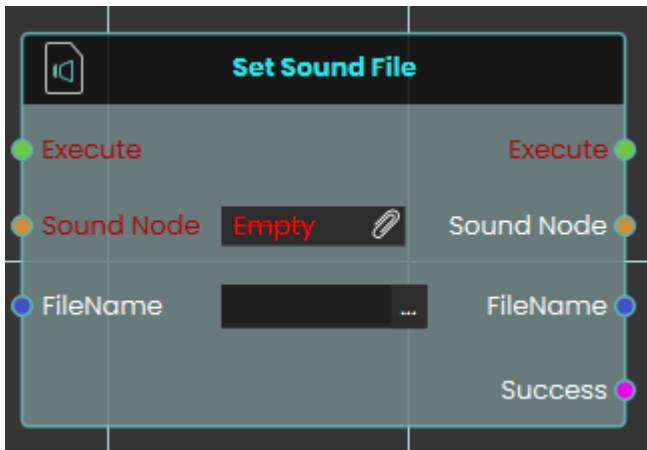 Set Sound File
Execute Execute
Sound Node Empty Sound Node
FileName ... FileName
Success